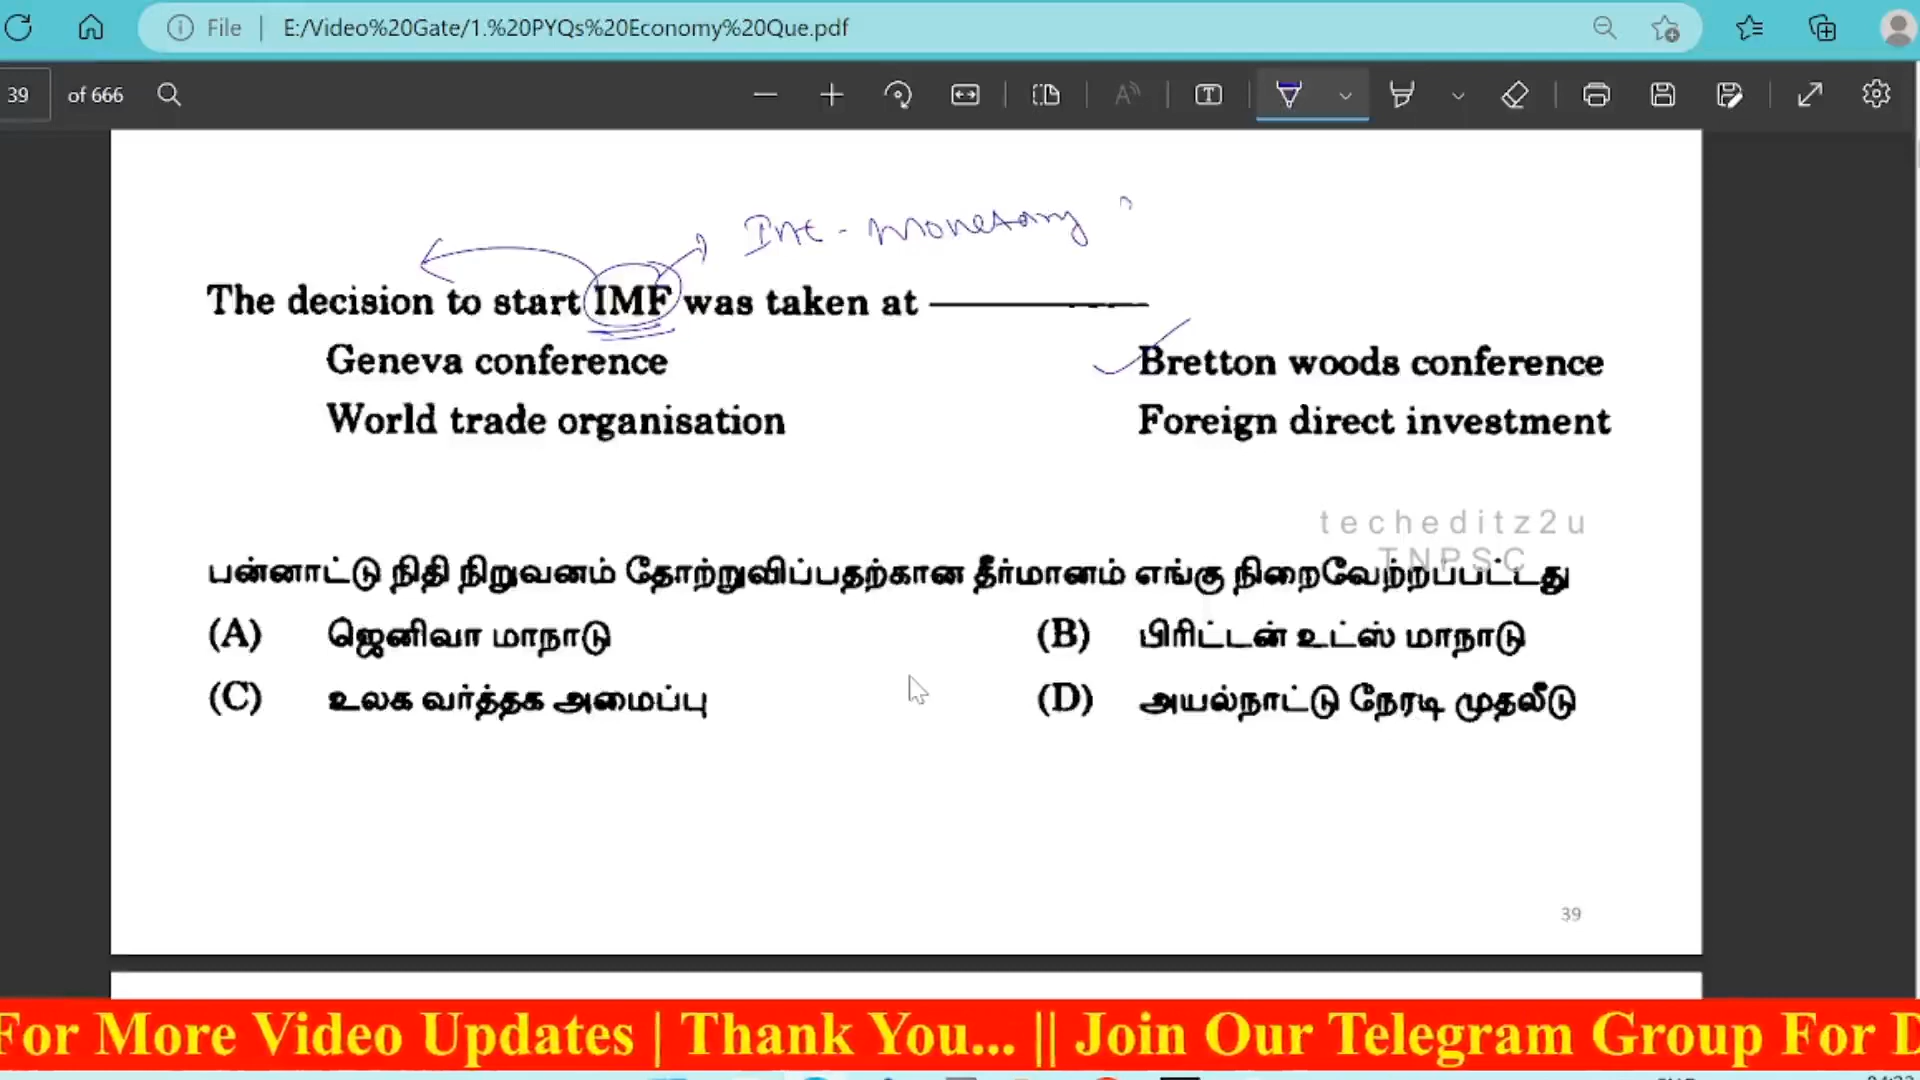 File E:/Video%20Gate/1.%20PYQs%20Economy%20Que.pdf
39 of 666
Int - Monetary
The decision to start IMF was taken at
Geneva conference Bretton woods conference
World trade organisation Foreign direct investment
techeditz2u
TNPSC
பன்னாட்டு நிதி நிறுவனம் தோற்றுவிப்பதற்கான தீர்மானம் எங்கு நிறைவேற்றப்பட்டது
(A) ஜெனிவா மாநாடு (B) பிரிட்டன் உட்ஸ் மாநாடு
(C) உலக வர்த்தக அமைப்பு (D) அயல்நாட்டு நேரடி முதலீடு
39
For More Video Updates | Thank You... || Join Our Telegram Group For D